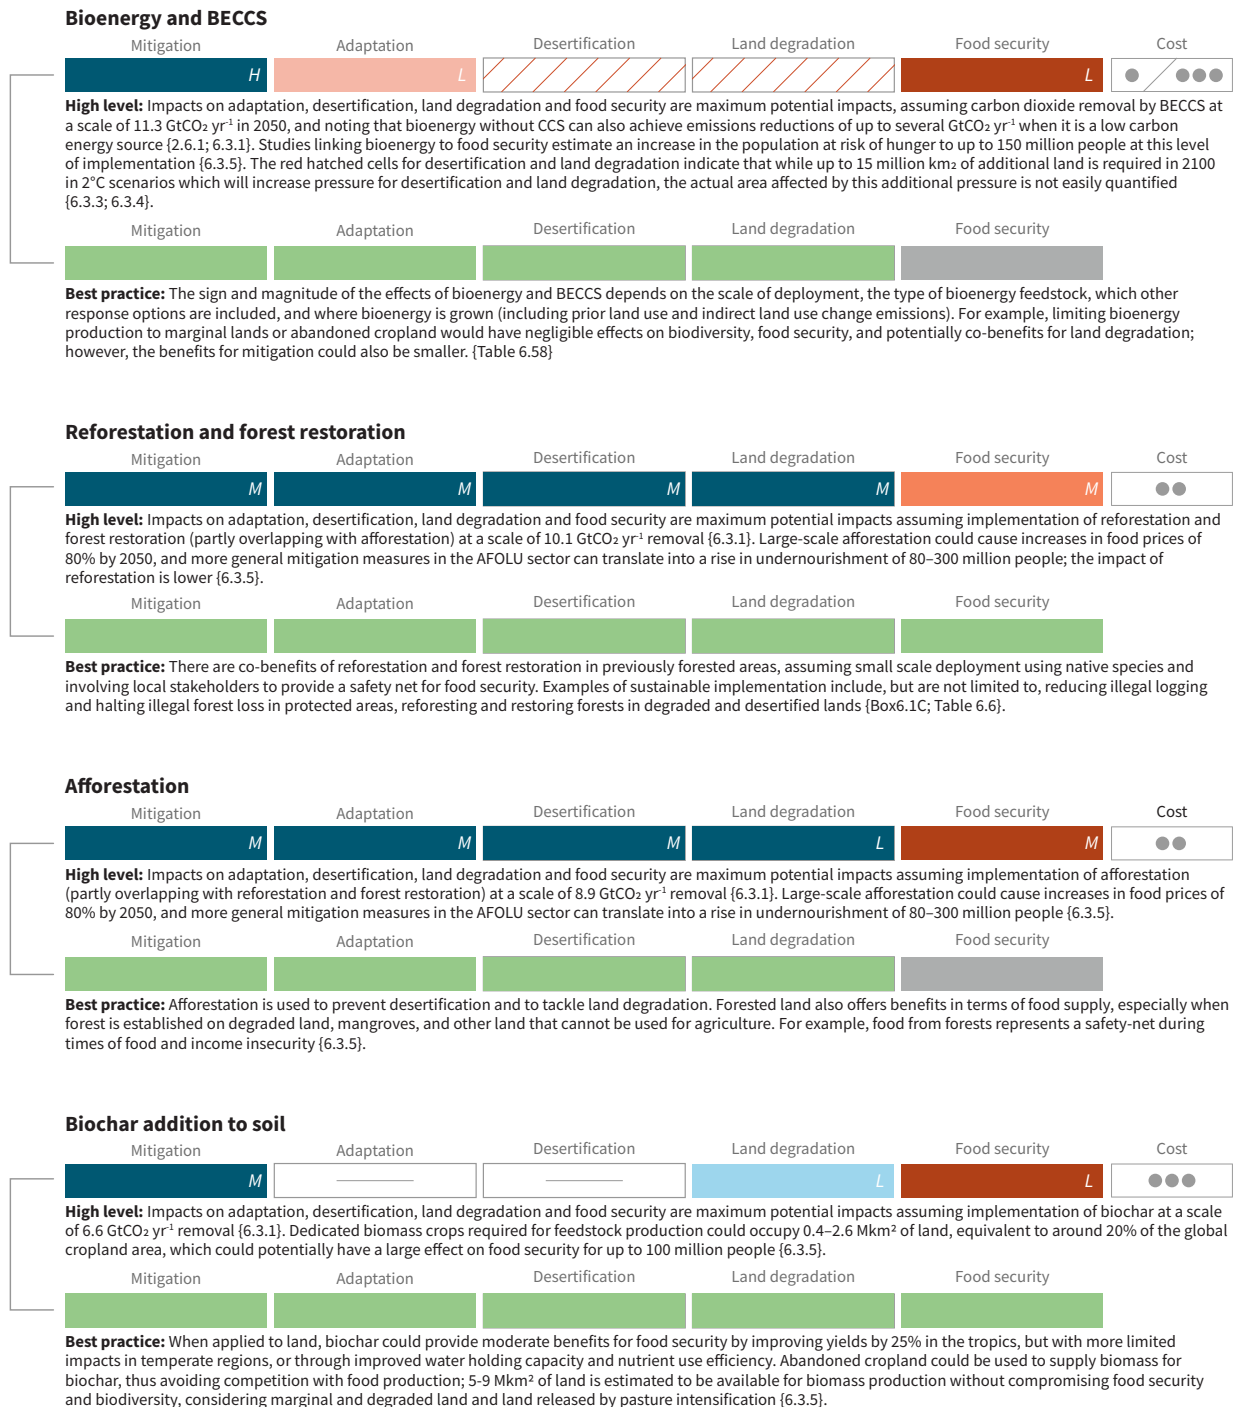 Bioenergy and BECCS
Mitigation Adaptation Desertification Land degradation Food security Cost
H L L
High level: Impacts on adaptation, desertification, land degradation and food security are maximum potential impacts, assuming carbon dioxide removal by BECCS at
a scale of 11.3 GtCO₂ yr⁻¹ in 2050, and noting that bioenergy without CCS can also achieve emissions reductions of up to several GtCO₂ yr⁻¹ when it is a low carbon
energy source {2.6.1; 6.3.1}. Studies linking bioenergy to food security estimate an increase in the population at risk of hunger to up to 150 million people at this level
of implementation {6.3.5}. The red hatched cells for desertification and land degradation indicate that while up to 15 million km₂ of additional land is required in 2100
in 2°C scenarios which will increase pressure for desertification and land degradation, the actual area affected by this additional pressure is not easily quantified
{6.3.3; 6.3.4}.
Mitigation Adaptation Desertification Land degradation Food security
Best practice: The sign and magnitude of the effects of bioenergy and BECCS depends on the scale of deployment, the type of bioenergy feedstock, which other
response options are included, and where bioenergy is grown (including prior land use and indirect land use change emissions). For example, limiting bioenergy
production to marginal lands or abandoned cropland would have negligible effects on biodiversity, food security, and potentially co-benefits for land degradation;
however, the benefits for mitigation could also be smaller. {Table 6.58}
Reforestation and forest restoration
Mitigation Adaptation Desertification Land degradation Food security Cost
M M M M M
High level: Impacts on adaptation, desertification, land degradation and food security are maximum potential impacts assuming implementation of reforestation and
forest restoration (partly overlapping with afforestation) at a scale of 10.1 GtCO₂ yr⁻¹ removal {6.3.1}. Large-scale afforestation could cause increases in food prices of
80% by 2050, and more general mitigation measures in the AFOLU sector can translate into a rise in undernourishment of 80–300 million people; the impact of
reforestation is lower {6.3.5}.
Mitigation Adaptation Desertification Land degradation Food security
Best practice: There are co-benefits of reforestation and forest restoration in previously forested areas, assuming small scale deployment using native species and
involving local stakeholders to provide a safety net for food security. Examples of sustainable implementation include, but are not limited to, reducing illegal logging
and halting illegal forest loss in protected areas, reforesting and restoring forests in degraded and desertified lands {Box6.1C; Table 6.6}.
Afforestation
Mitigation Adaptation Desertification Land degradation Food security Cost
M M M L M
High level: Impacts on adaptation, desertification, land degradation and food security are maximum potential impacts assuming implementation of afforestation
(partly overlapping with reforestation and forest restoration) at a scale of 8.9 GtCO₂ yr⁻¹ removal {6.3.1}. Large-scale afforestation could cause increases in food prices of
80% by 2050, and more general mitigation measures in the AFOLU sector can translate into a rise in undernourishment of 80–300 million people {6.3.5}.
Mitigation Adaptation Desertification Land degradation Food security
Best practice: Afforestation is used to prevent desertification and to tackle land degradation. Forested land also offers benefits in terms of food supply, especially when
forest is established on degraded land, mangroves, and other land that cannot be used for agriculture. For example, food from forests represents a safety-net during
times of food and income insecurity {6.3.5}.
Biochar addition to soil
Mitigation Adaptation Desertification Land degradation Food security Cost
M L L
High level: Impacts on adaptation, desertification, land degradation and food security are maximum potential impacts assuming implementation of biochar at a scale
of 6.6 GtCO₂ yr⁻¹ removal {6.3.1}. Dedicated biomass crops required for feedstock production could occupy 0.4–2.6 Mkm² of land, equivalent to around 20% of the global
cropland area, which could potentially have a large effect on food security for up to 100 million people {6.3.5}.
Mitigation Adaptation Desertification Land degradation Food security
Best practice: When applied to land, biochar could provide moderate benefits for food security by improving yields by 25% in the tropics, but with more limited
impacts in temperate regions, or through improved water holding capacity and nutrient use efficiency. Abandoned cropland could be used to supply biomass for
biochar, thus avoiding competition with food production; 5-9 Mkm² of land is estimated to be available for biomass production without compromising food security
and biodiversity, considering marginal and degraded land and land released by pasture intensification {6.3.5}.